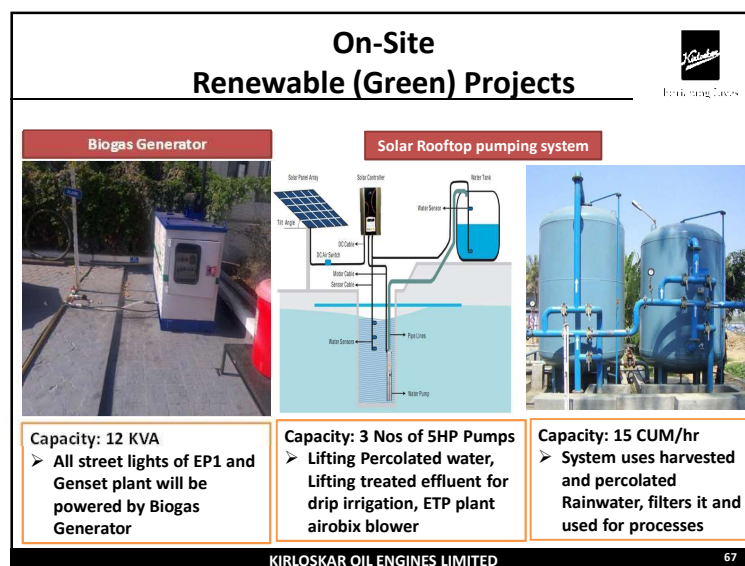 On-Site
Renewable (Green) Projects
Kirloskar
Enriching Lives
Biogas Generator
Solar Rooftop pumping system
Solar Panel Array
Solar Controller
Water Tank
Water Sensor
Tilt Angle
DC Cable
DC Air Switch
Motor Cable
Sensor Cable
Water Sensors
Pipe Lines
Water Pump
Capacity: 12 KVA
➢ All street lights of EP1 and
Genset plant will be
powered by Biogas
Generator
Capacity: 3 Nos of 5HP Pumps
➢ Lifting Percolated water,
Lifting treated effluent for
drip irrigation, ETP plant
airobix blower
Capacity: 15 CUM/hr
➢ System uses harvested
and percolated
Rainwater, filters it and
used for processes
KIRLOSKAR OIL ENGINES LIMITED
67